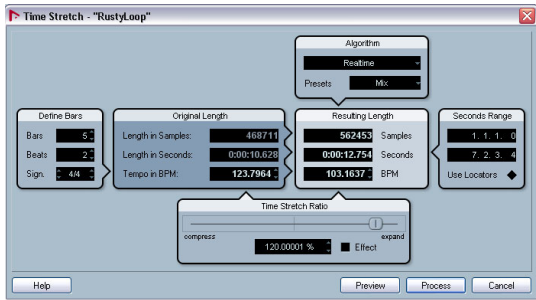 Time Stretch - "RustyLoop"
Algorithm
Realtime
Presets Mix
Define Bars
Bars 5
Beats 2
Sign. 4/4
Original Length
Length in Samples: 468711
Length in Seconds: 0:00:10.628
Tempo in BPM: 123.7964
Resulting Length
562453 Samples
0:00:12.754 Seconds
103.1637 BPM
Seconds Range
1. 1. 1. 0
7. 2. 3. 4
Use Locators
Time Stretch Ratio
compress expand
120.00001 % Effect
Help Preview Process Cancel